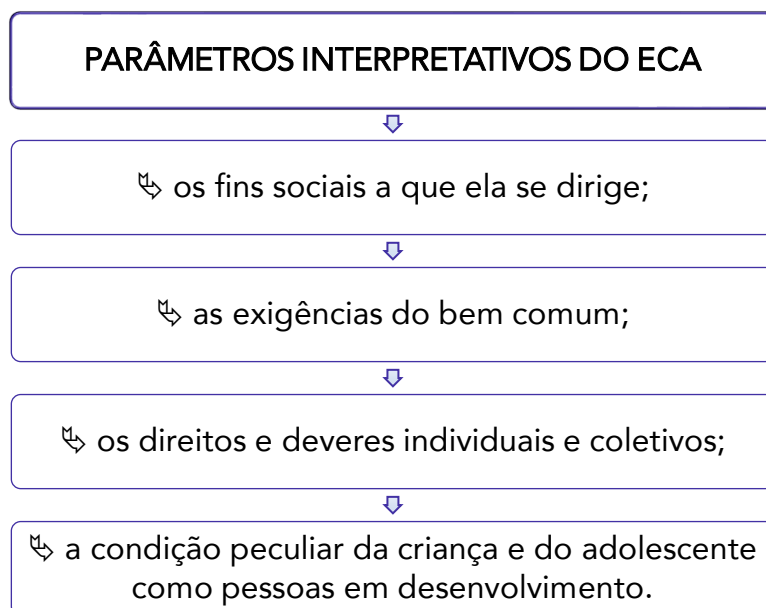 PARÂMETROS INTERPRETATIVOS DO ECA
↳ os fins sociais a que ela se dirige;
↳ as exigências do bem comum;
↳ os direitos e deveres individuais e coletivos;
↳ a condição peculiar da criança e do adolescente
como pessoas em desenvolvimento.